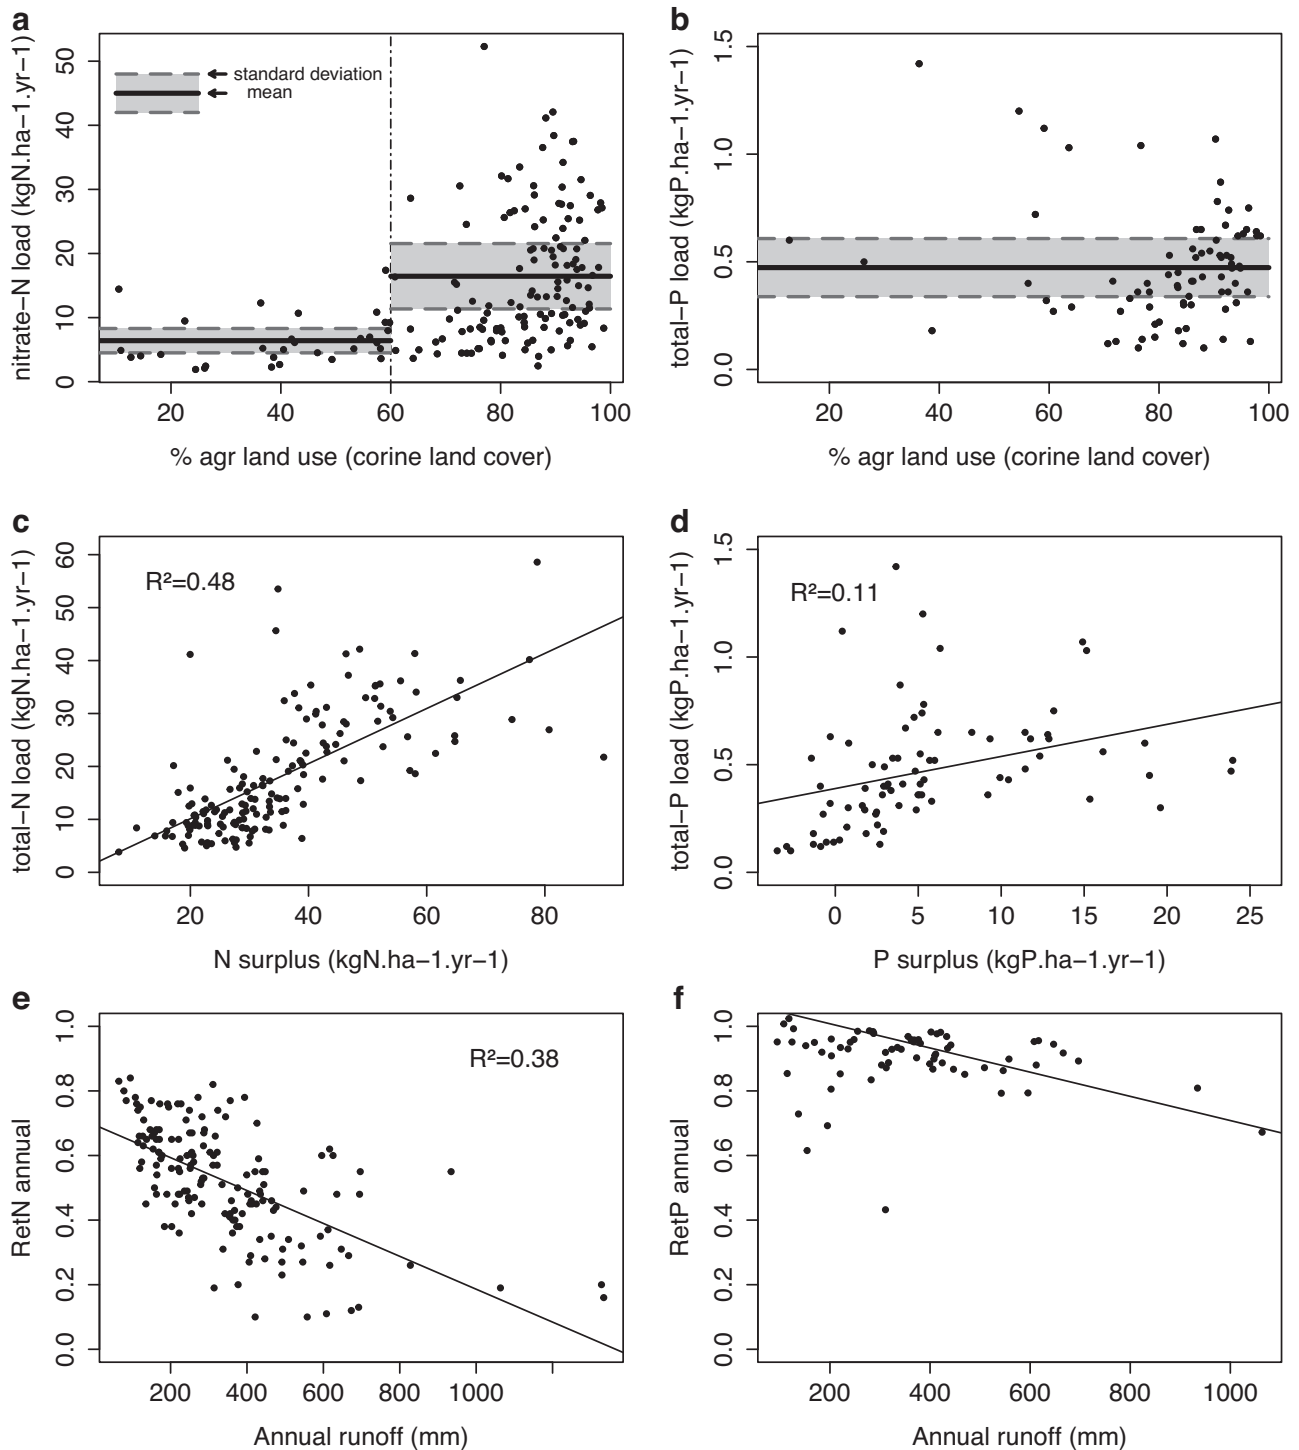 a
nitrate−N load (kgN.ha−1.yr−1)
0 10 20 30 40 50
standard deviation
mean
20 40 60 80 100
% agr land use (corine land cover)
b
total−P load (kgP.ha−1.yr−1)
0.0 0.5 1.0 1.5
20 40 60 80 100
% agr land use (corine land cover)
c
total−N load (kgN.ha−1.yr−1)
0 10 20 30 40 50 60
R²=0.48
20 40 60 80
N surplus (kgN.ha−1.yr−1)
d
total−P load (kgP.ha−1.yr−1)
0.0 0.5 1.0 1.5
R²=0.11
0 5 10 15 20 25
P surplus (kgP.ha−1.yr−1)
e
RetN annual
0.0 0.2 0.4 0.6 0.8 1.0
R²=0.38
200 400 600 800 1000
Annual runoff (mm)
f
RetP annual
0.0 0.2 0.4 0.6 0.8 1.0
200 400 600 800 1000
Annual runoff (mm)